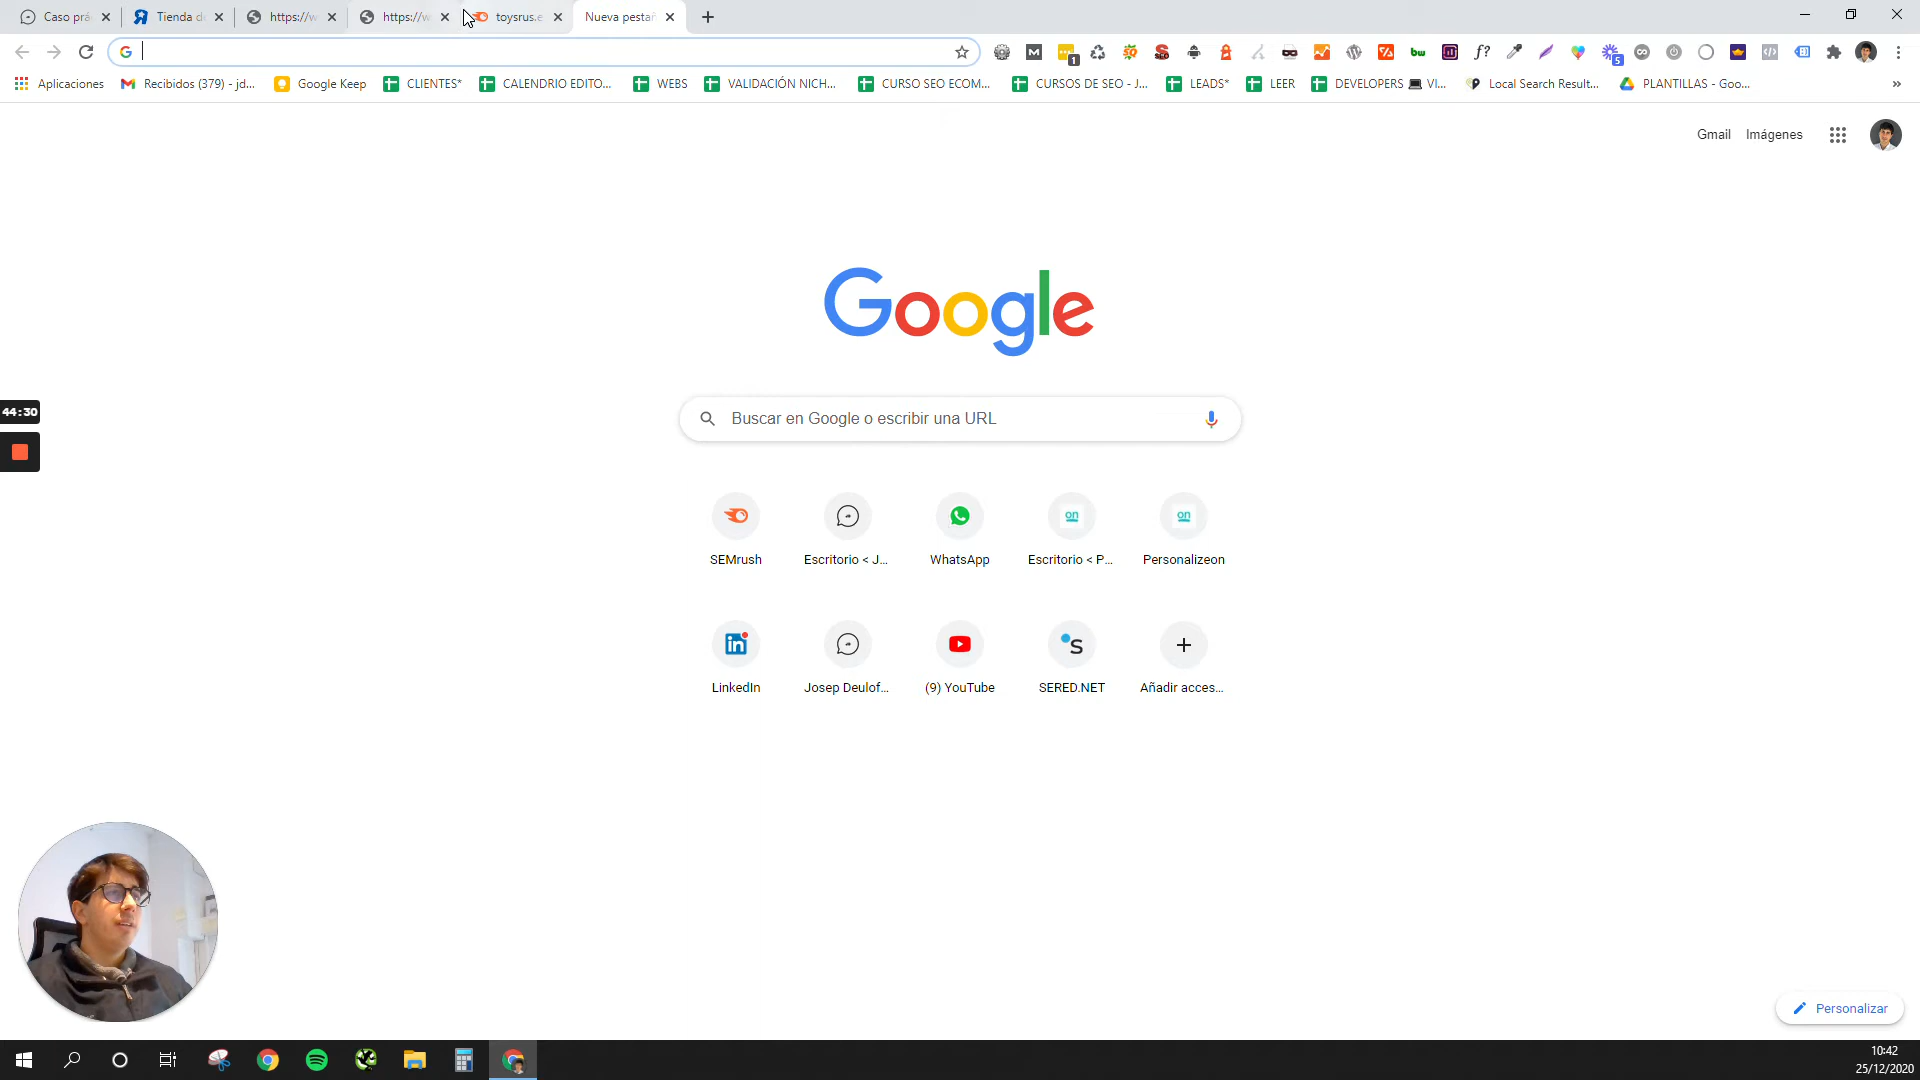 Caso prá
Tienda d
https://w
https://w
toysrus.e
Nueva pestañ
Aplicaciones
Recibidos (379) - jd...
Google Keep
CLIENTES*
CALENDRIO EDITO...
WEBS
VALIDACIÓN NICH...
CURSO SEO ECOM...
CURSOS DE SEO - J...
LEADS*
LEER
DEVELOPERS 💻 VI...
Local Search Result...
PLANTILLAS - Goo...
»
Gmail
Imágenes
Google
44:30
Buscar en Google o escribir una URL
SEMrush
Escritorio < J...
WhatsApp
Escritorio < P...
Personalizeon
LinkedIn
Josep Deulof...
(9) YouTube
SERED.NET
Añadir acces...
Personalizar
10:42
25/12/2020